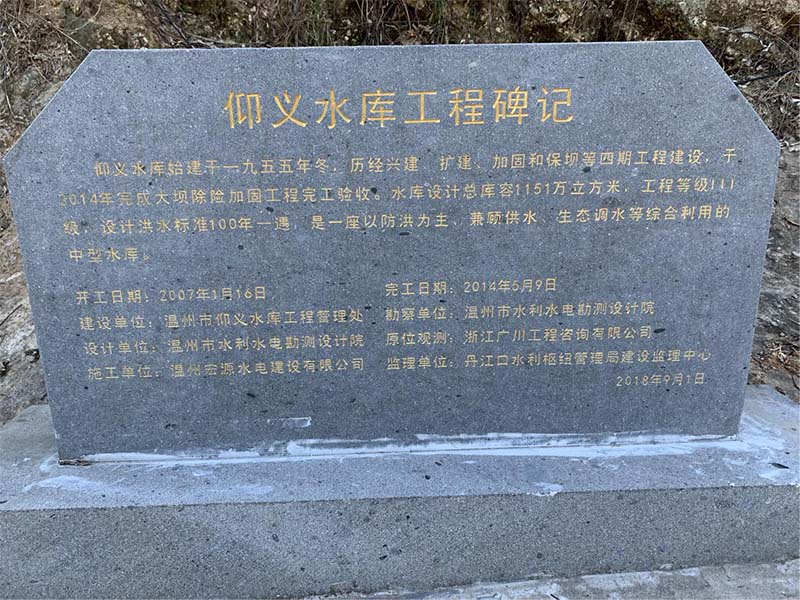 仰义水库工程碑记
仰义水库始建于一九五五年冬，历经兴建 扩建、加固和保坝等四期工程建设，于
2014年完成大坝除险加固工程完工验收。水库设计总库容1151万立方米，工程等级III
级，设计洪水标准100年一遇，是一座以防洪为主、兼顾供水、生态调水等综合利用的
中型水库。
开工日期：2007年1月16日 完工日期：2014年5月9日
建设单位：温州市仰义水库工程管理处 勘察单位：温州市水利水电勘测设计院
设计单位：温州市水利水电勘测设计院 原位观测：浙江广川工程咨询有限公司
施工单位：温州宏源水电建设有限公司 监理单位：丹江口水利枢纽管理局建设监理中心
2018年9月1日